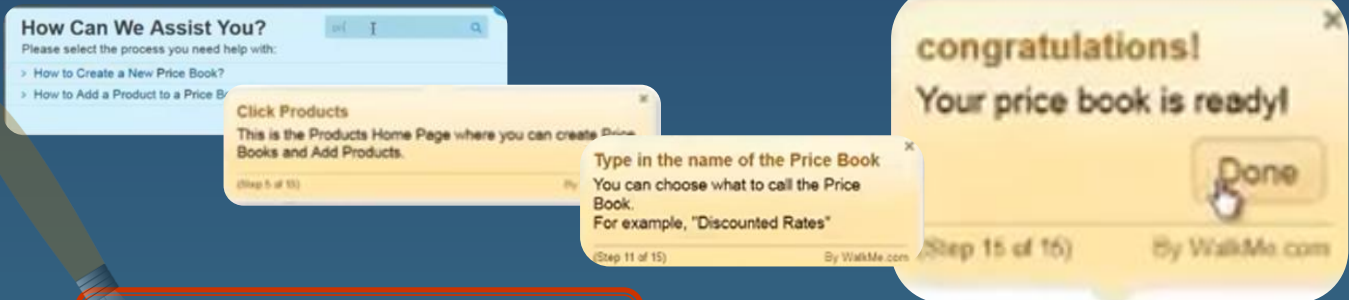 How Can We Assist You?
Please select the process you need help with:
> How to Create a New Price Book?
> How to Add a Product to a Price
Click Products
This is the Products Home Page where you can create Price
Books and Add Products.
(Step 5 of 15)
By
Type in the name of the Price Book
You can choose what to call the Price
Book.
For example, "Discounted Rates"
(Step 11 of 15)
By WalkMe.com
congratulations!
Your price book is ready!
Done
(Step 15 of 15)
By WalkMe.com